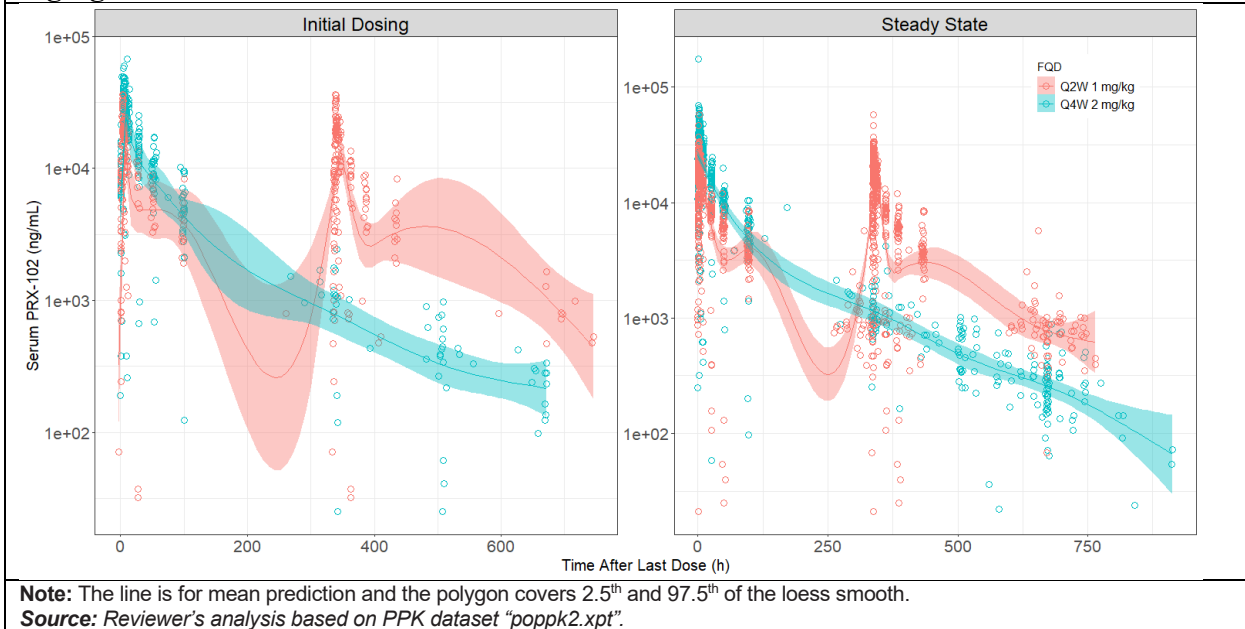 Initial Dosing
Steady State
1e+05
1e+04
1e+03
1e+02
1e+05
1e+04
1e+03
1e+02
Serum PRX-102 (ng/mL)
FQD
Q2W 1 mg/kg
Q4W 2 mg/kg
0 200 400 600
0 250 500 750
Time After Last Dose (h)
Note: The line is for mean prediction and the polygon covers 2.5th and 97.5th of the loess smooth.
Source: Reviewer's analysis based on PPK dataset “poppk2.xpt”.